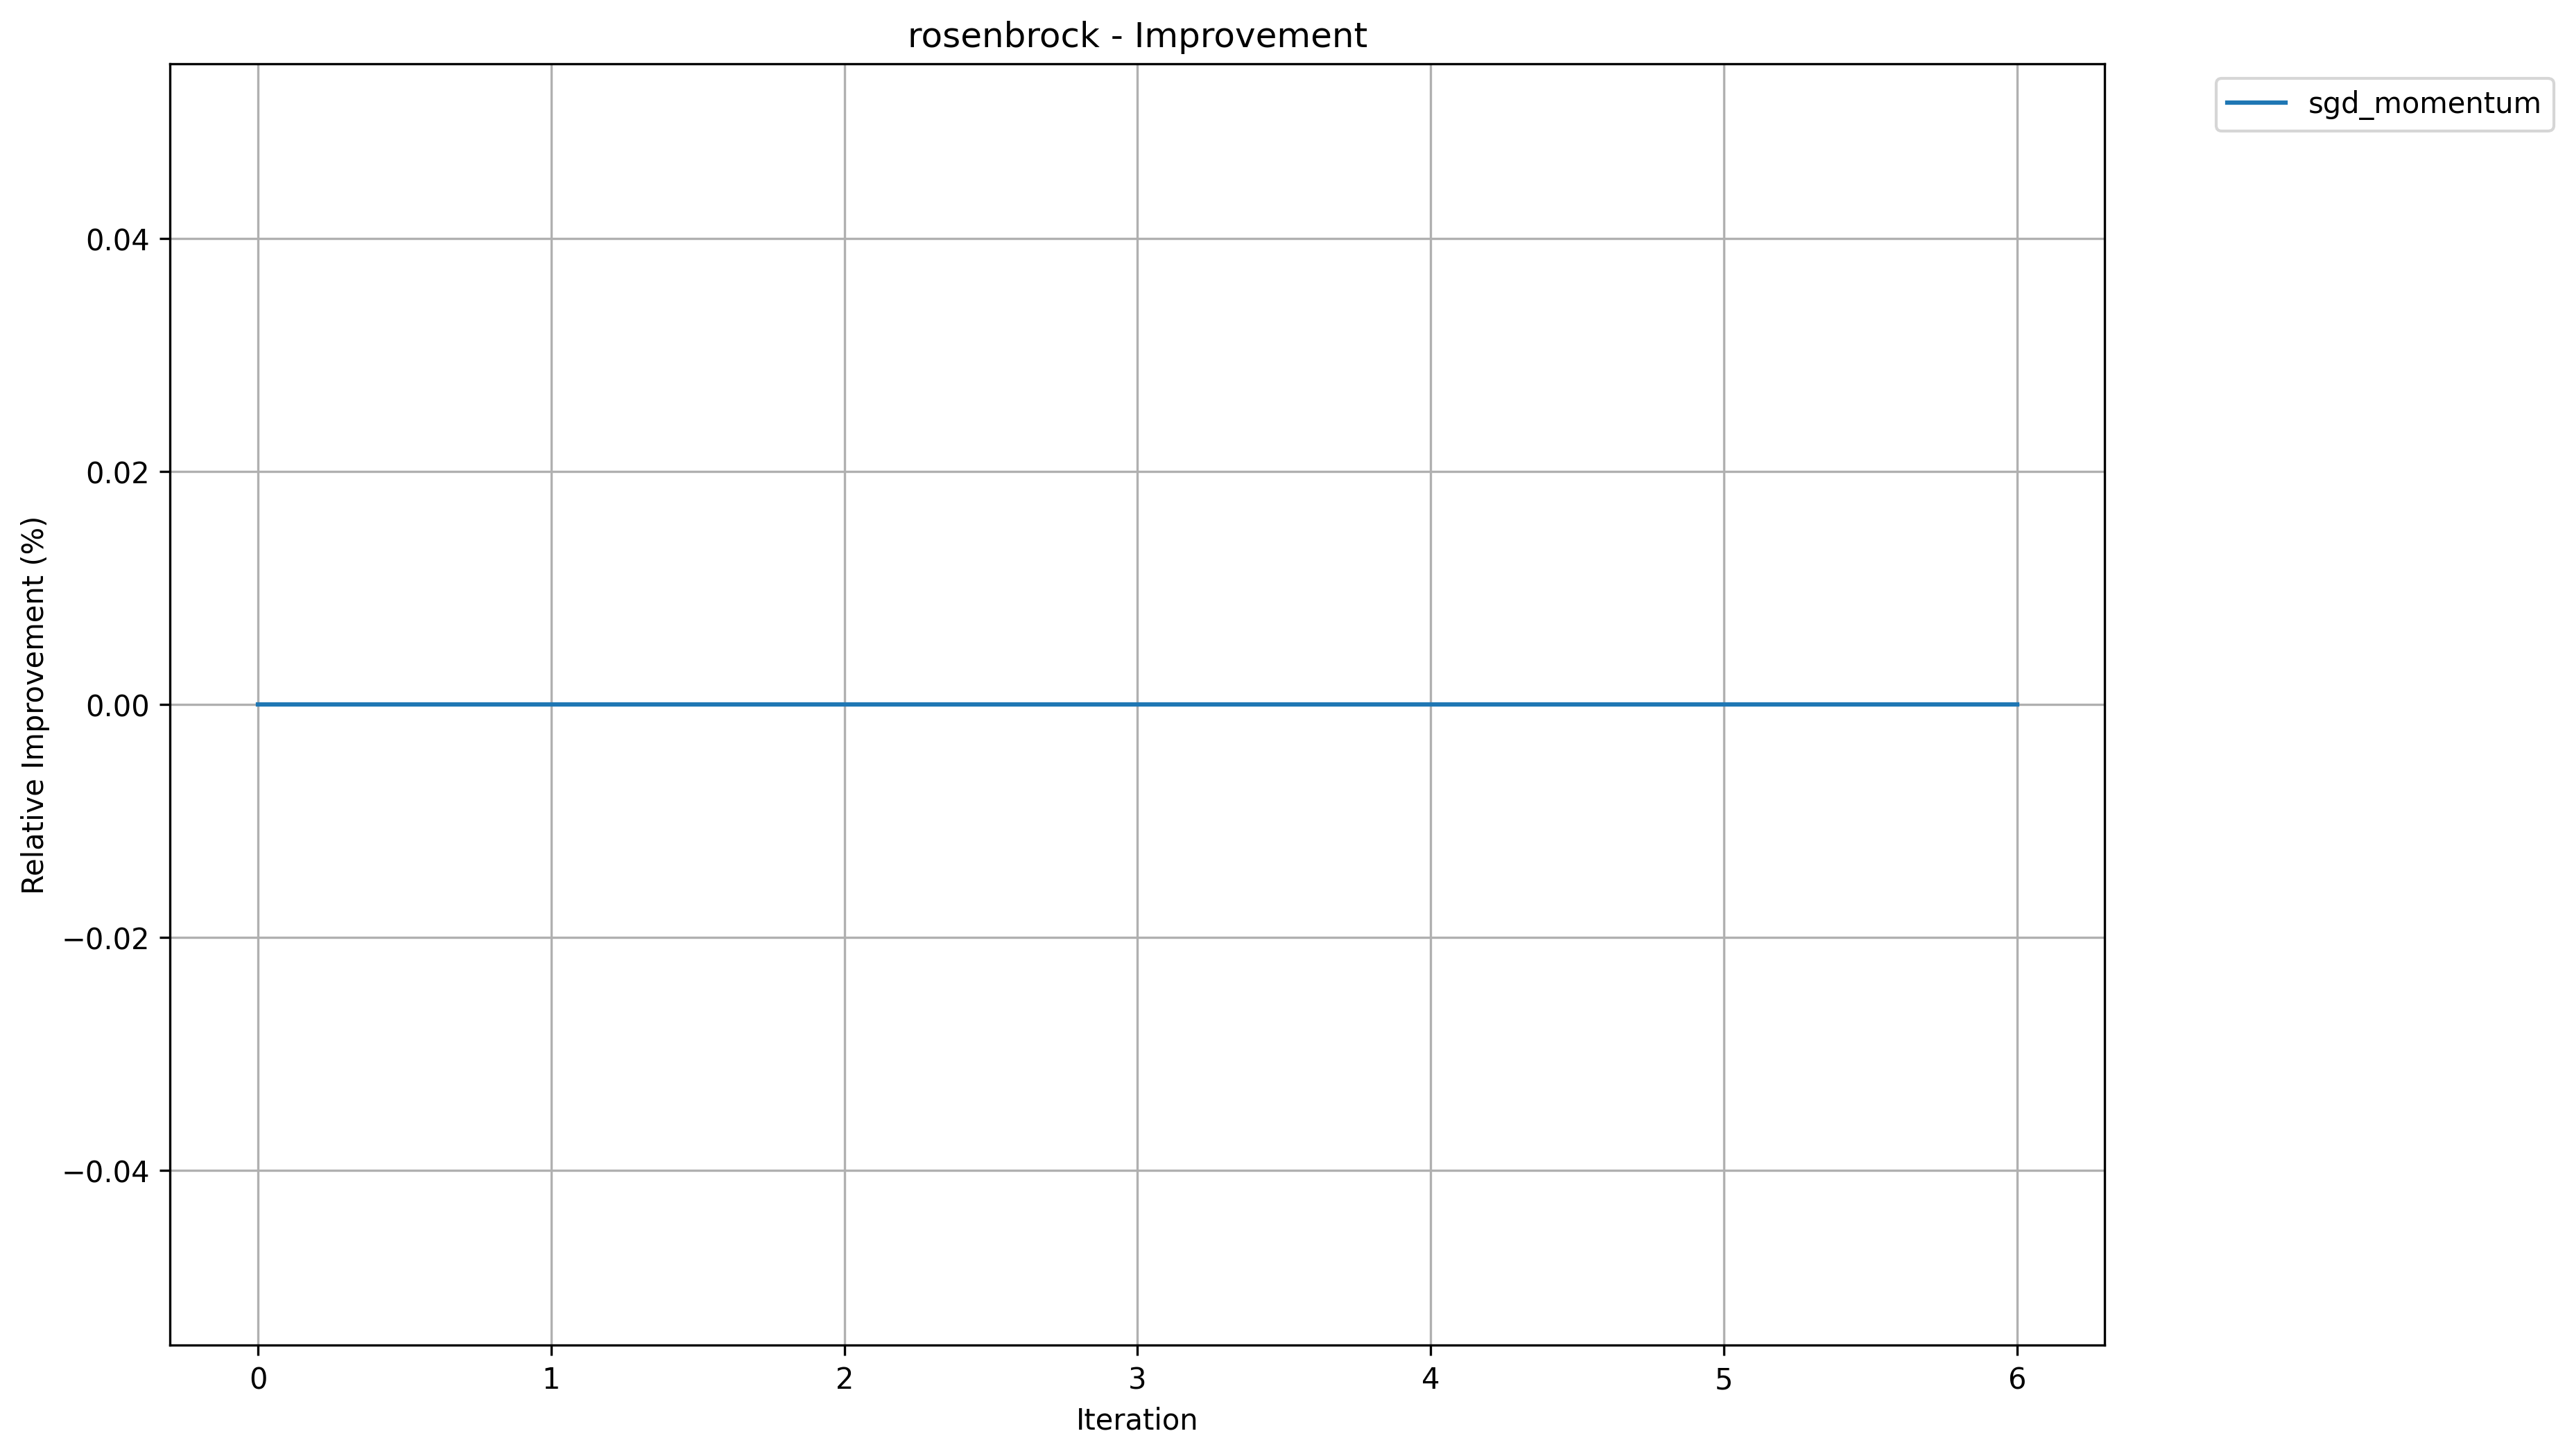 rosenbrock - Improvement
sgd_momentum
Relative Improvement (%)
0.04
0.02
0.00
−0.02
−0.04
0 1 2 3 4 5 6
Iteration